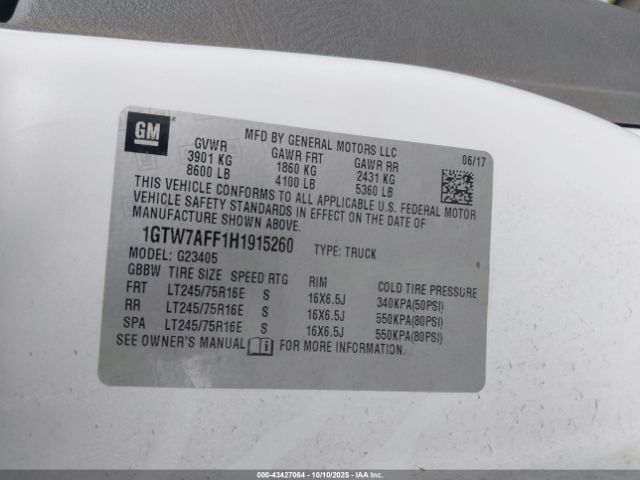 GM
MFD BY GENERAL MOTORS LLC
06/17
GVWR GAWR FRT GAWR RR
3901 KG 1860 KG 2431 KG
8600 LB 4100 LB 5360 LB
THIS VEHICLE CONFORMS TO ALL APPLICABLE U.S. FEDERAL MOTOR
VEHICLE SAFETY STANDARDS IN EFFECT ON THE DATE OF
MANUFACTURE SHOWN ABOVE.
1GTW7AFF1H1915260 TYPE: TRUCK
MODEL: G23405
GBBW TIRE SIZE SPEED RTG RIM COLD TIRE PRESSURE
FRT LT245/75R16E S 16X6.5J 340KPA(50PSI)
RR LT245/75R16E S 16X6.5J 550KPA(80PSI)
SPA LT245/75R16E S 16X6.5J 550KPA(80PSI)
SEE OWNER'S MANUAL FOR MORE INFORMATION.
000-43427064 - 10/10/2025 - COPART - IAA